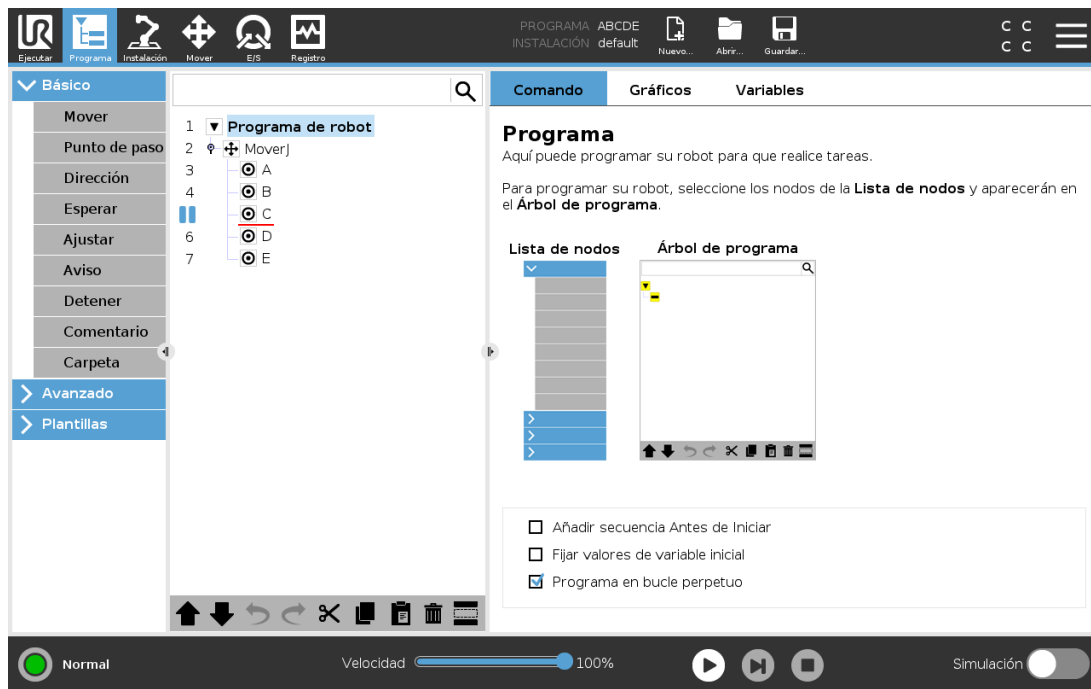 UR
PROGRAMA ABCDE
INSTALACIÓN default
C C
C C
Ejecutar Programa Instalación Mover E/S Registro Nuevo... Abrir... Guardar...
Básico
Mover
Punto de paso
Dirección
Esperar
Ajustar
Aviso
Detener
Comentario
Carpeta
Avanzado
Plantillas
1 Programa de robot
2 MoverJ
3 A
4 B
C
6 D
7 E
Comando Gráficos Variables
Programa
Aquí puede programar su robot para que realice tareas.
Para programar su robot, seleccione los nodos de la Lista de nodos y aparecerán en
el Árbol de programa.
Lista de nodos Árbol de programa
Añadir secuencia Antes de Iniciar
Fijar valores de variable inicial
Programa en bucle perpetuo
Normal Velocidad 100% Simulación